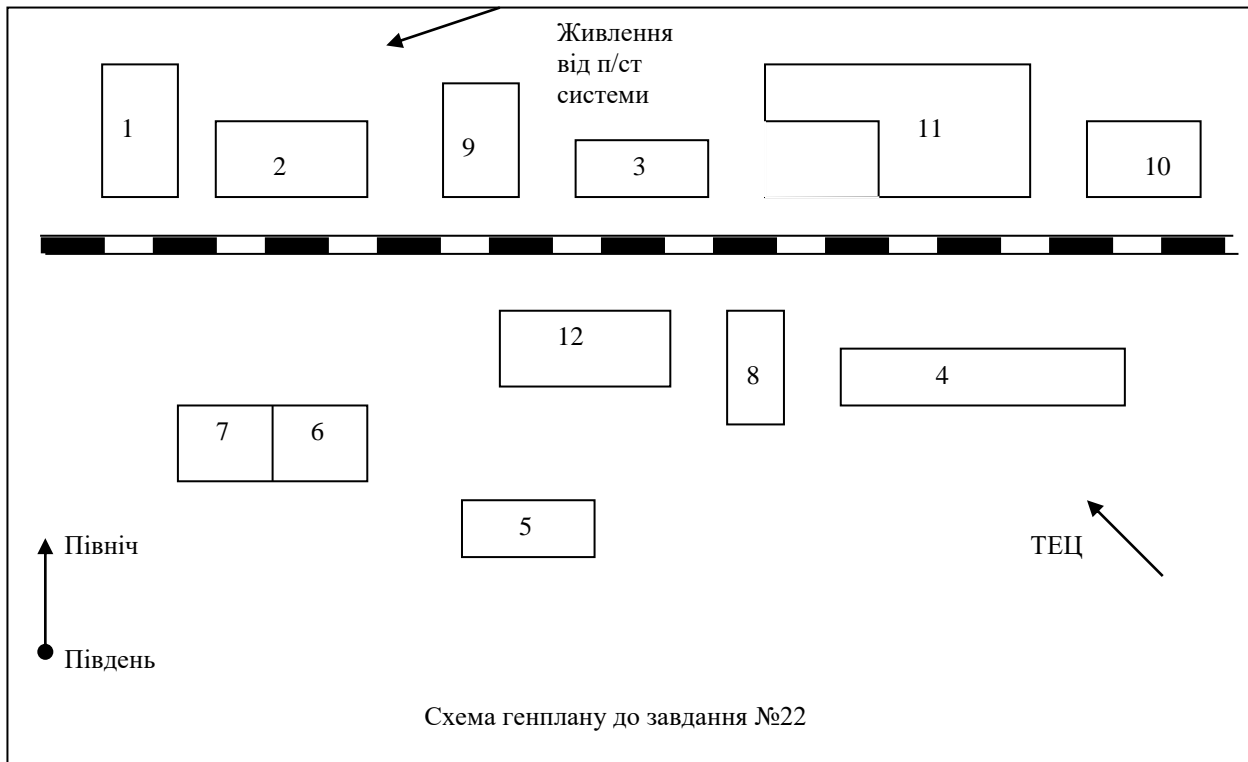 Живлення
від п/ст
системи
1
2
9
3
11
10
12
8
4
7
6
5
Північ
ТЕЦ
Південь
Схема генплану до завдання №22